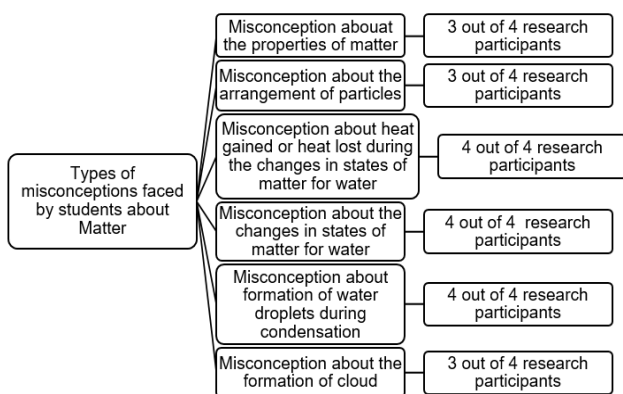 Misconception abouat
the properties of matter
3 out of 4 research
participants
Misconception about the
arrangement of particles
3 out of 4 research
participants
Misconception about heat
gained or heat lost during
the changes in states of
matter for water
4 out of 4 research
participants
Types of
misconceptions faced
by students about
Matter
Misconception about the
changes in states of
matter for water
4 out of 4 research
participants
Misconception about
formation of water
droplets during
condensation
4 out of 4 research
participants
Misconception about the
formation of cloud
3 out of 4 research
participants